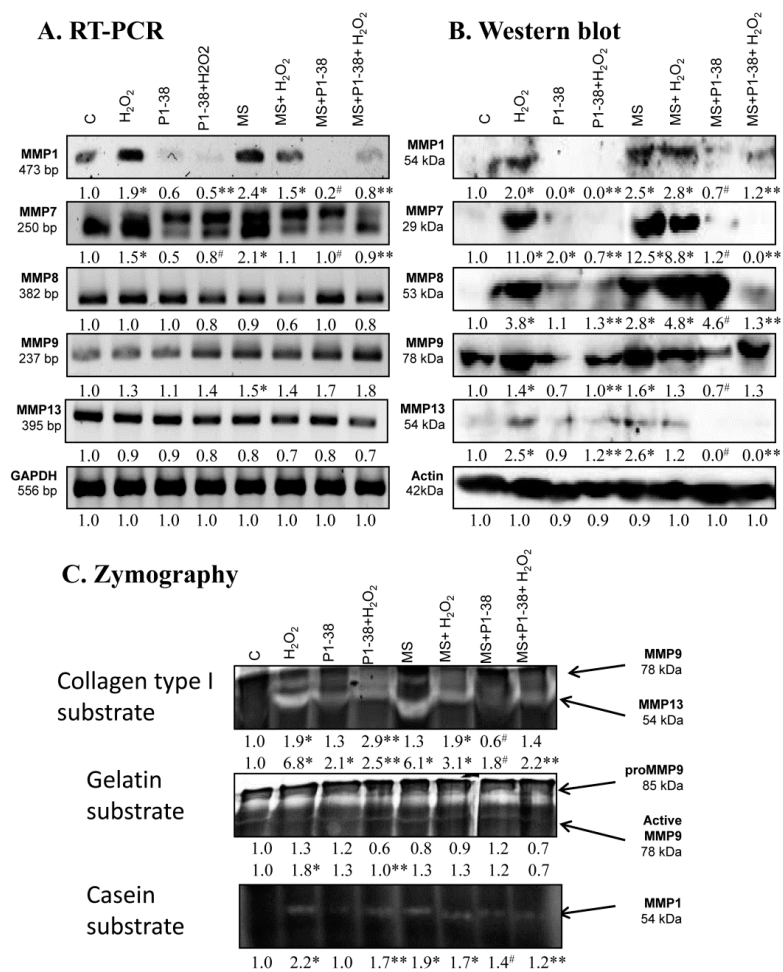 A. RT-PCR
C H₂O₂ P1-38 P1-38+H2O2 MS MS+ H₂O₂ MS+P1-38 MS+P1-38+ H₂O₂
MMP1
473 bp
1.0 1.9* 0.6 0.5** 2.4* 1.5* 0.2# 0.8**
MMP7
250 bp
1.0 1.5* 0.5 0.8# 2.1* 1.1 1.0# 0.9**
MMP8
382 bp
1.0 1.0 1.0 0.8 0.9 0.6 1.0 0.8
MMP9
237 bp
1.0 1.3 1.1 1.4 1.5* 1.4 1.7 1.8
MMP13
395 bp
1.0 0.9 0.9 0.8 0.8 0.7 0.8 0.7
GAPDH
556 bp
1.0 1.0 1.0 1.0 1.0 1.0 1.0 1.0
B. Western blot
C H₂O₂ P1-38 P1-38+H₂O₂ MS MS+ H₂O₂ MS+P1-38 MS+P1-38+ H₂O₂
MMP1
54 kDa
1.0 2.0* 0.0* 0.0** 2.5* 2.8* 0.7# 1.2**
MMP7
29 kDa
1.0 11.0* 2.0* 0.7** 12.5* 8.8* 1.2# 0.0**
MMP8
53 kDa
1.0 3.8* 1.1 1.3** 2.8* 4.8* 4.6# 1.3**
MMP9
78 kDa
1.0 1.4* 0.7 1.0** 1.6* 1.3 0.7# 1.3
MMP13
54 kDa
1.0 2.5* 0.9 1.2** 2.6* 1.2 0.0# 0.0**
Actin
42kDa
1.0 1.0 0.9 0.9 0.9 1.0 1.0 1.0
C. Zymography
C H₂O₂ P1-38 P1-38+H₂O₂ MS MS+ H₂O₂ MS+P1-38 MS+P1-38+ H₂O₂
Collagen type I
substrate
MMP9
78 kDa
MMP13
54 kDa
1.0 1.9* 1.3 2.9** 1.3 1.9* 0.6# 1.4
1.0 6.8* 2.1* 2.5** 6.1* 3.1* 1.8# 2.2**
Gelatin
substrate
proMMP9
85 kDa
Active
MMP9
78 kDa
1.0 1.3 1.2 0.6 0.8 0.9 1.2 0.7
1.0 1.8* 1.3 1.0** 1.3 1.3 1.2 0.7
Casein
substrate
MMP1
54 kDa
1.0 2.2* 1.0 1.7** 1.9* 1.7* 1.4# 1.2**